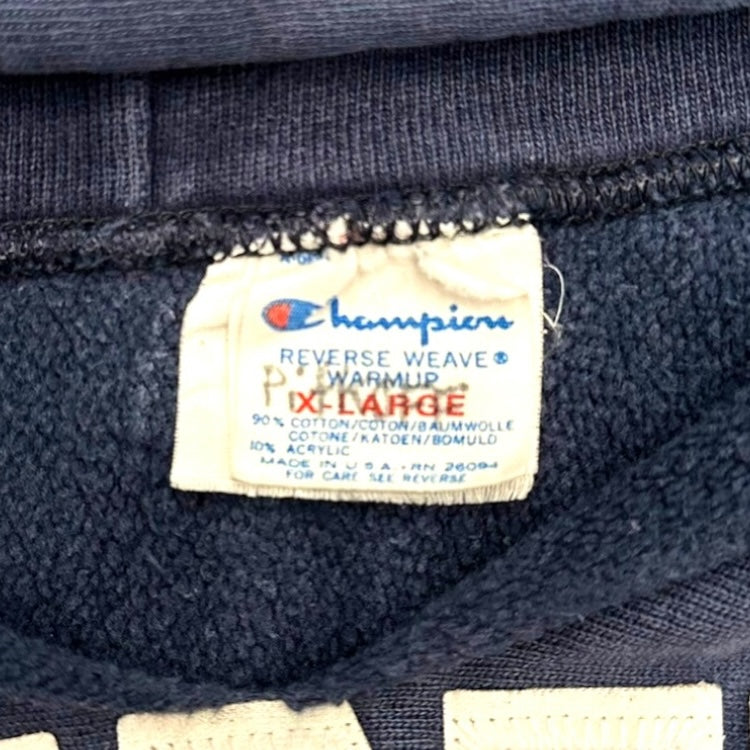 Champion
REVERSE WEAVE®
WARMUP
X-LARGE
90% COTTON/COTON/BAUMWOLLE
COTONE/KATOEN/BOMULD
10% ACRYLIC
MADE IN U.S.A. · RN 26094
FOR CARE SEE REVERSE